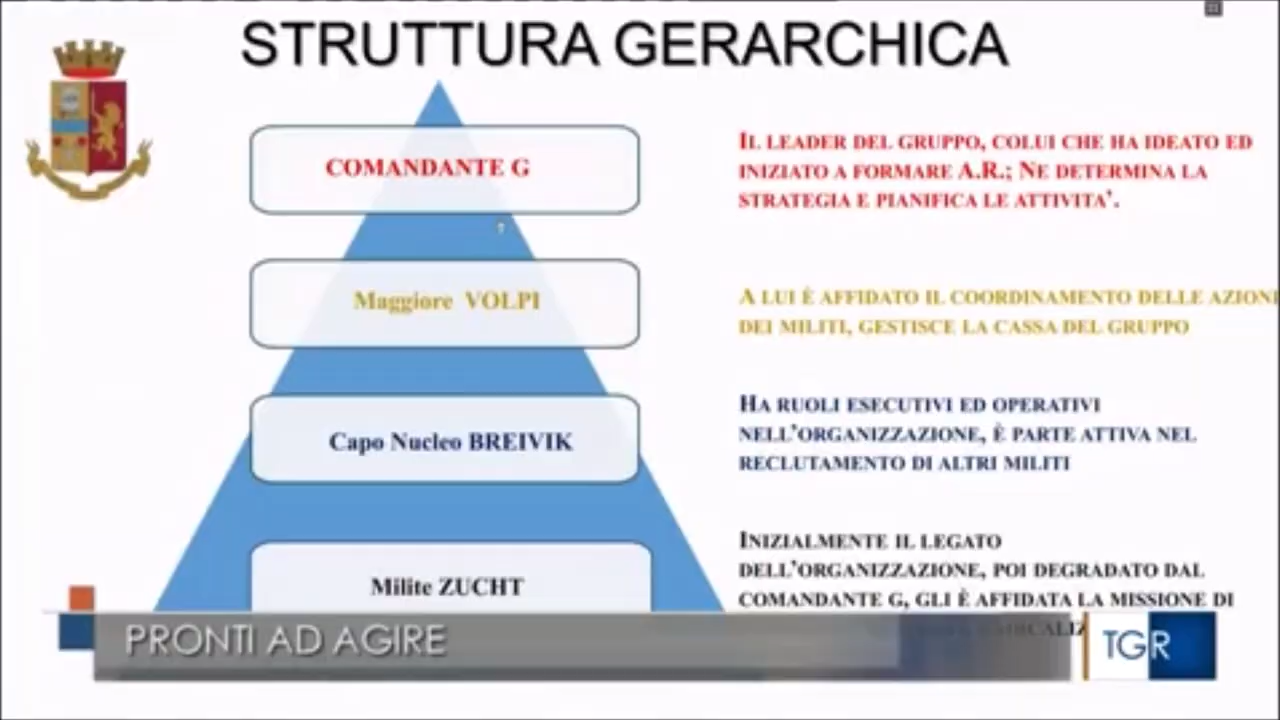 STRUTTURA GERARCHICA
COMANDANTE G
IL LEADER DEL GRUPPO, COLUI CHE HA IDEATO ED
INIZIATO A FORMARE A.R.; NE DETERMINA LA
STRATEGIA E PIANIFICA LE ATTIVITA'.
Maggiore VOLPI
A LUI È AFFIDATO IL COORDINAMENTO DELLE AZIONI
DEI MILITI, GESTISCE LA CASSA DEL GRUPPO
Capo Nucleo BREIVIK
HA RUOLI ESECUTIVI ED OPERATIVI
NELL'ORGANIZZAZIONE, È PARTE ATTIVA NEL
RECLUTAMENTO DI ALTRI MILITI
Milite ZUCHT
INIZIALMENTE IL LEGATO
DELL'ORGANIZZAZIONE, POI DEGRADATO DAL
COMANDANTE G, GLI È AFFIDATA LA MISSIONE DI
PRONTI AD AGIRE
TGR